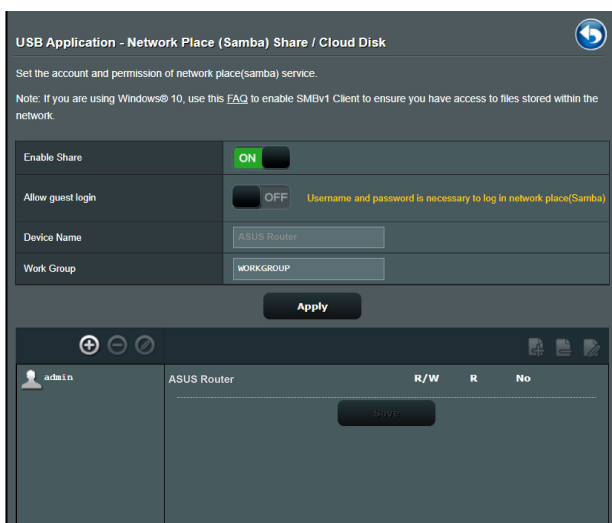 USB Application - Network Place (Samba) Share / Cloud Disk
Set the account and permission of network place(samba) service.
Note: If you are using Windows® 10, use this FAQ to enable SMBv1 Client to ensure you have access to files stored within the
network.
Enable Share
ON
Allow guest login
OFF
Username and password is necessary to log in network place(Samba)
Device Name
ASUS Router
Work Group
WORKGROUP
Apply
admin
ASUS Router R/W R No
Save